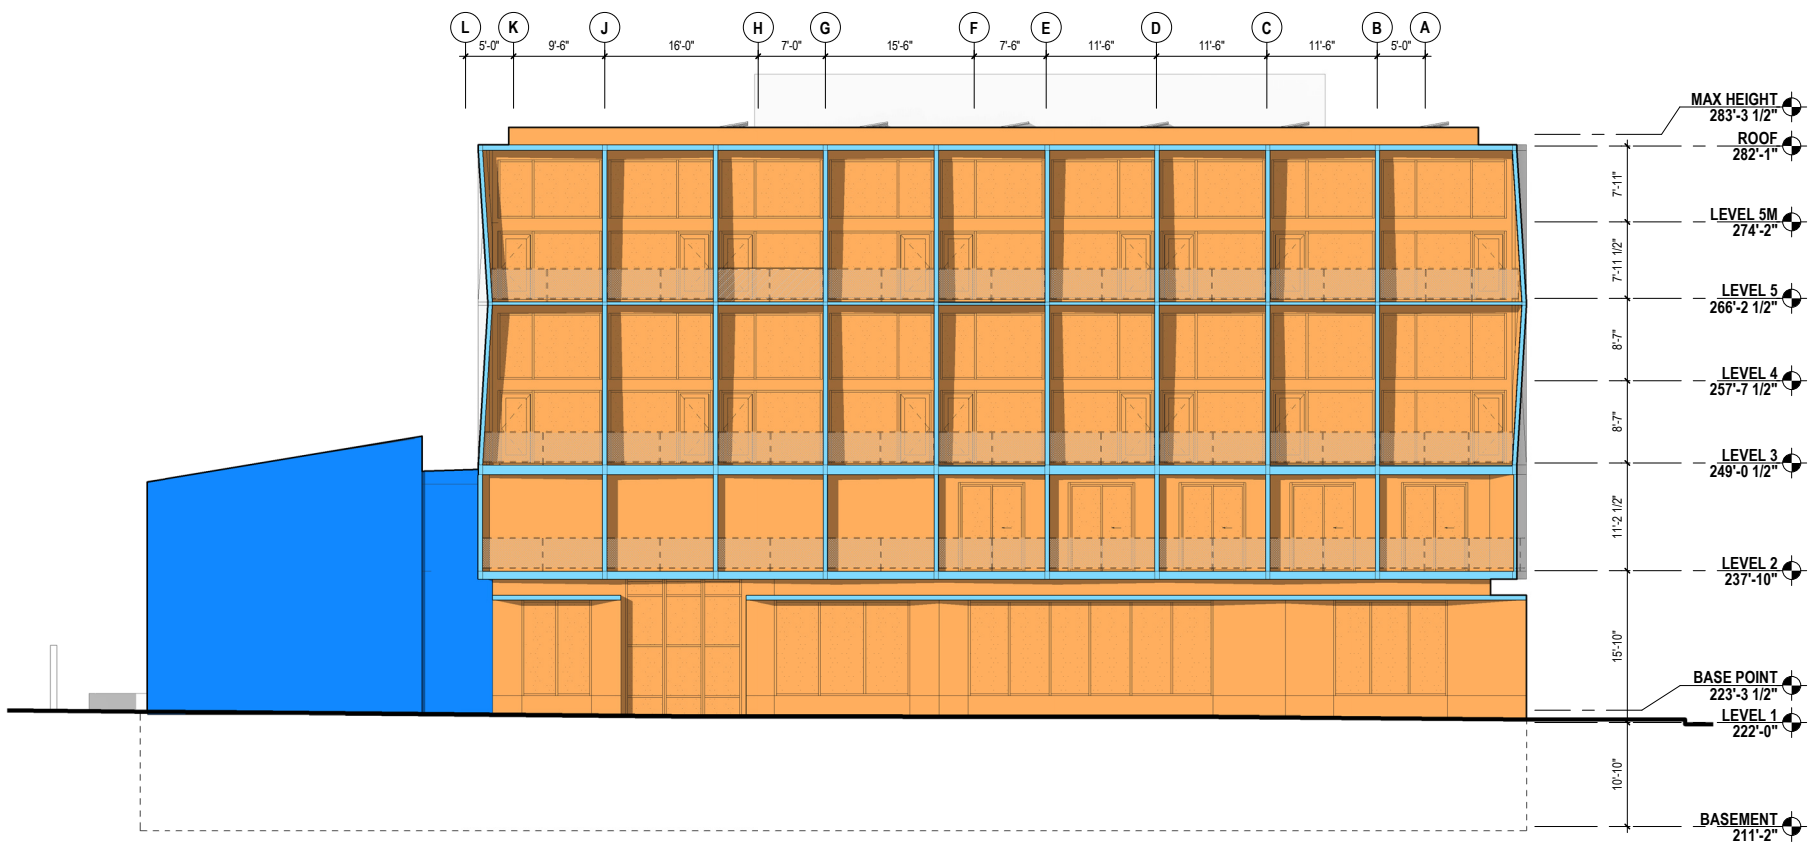 L K J H G F E D C B A
5'-0" 9'-6" 16'-0" 7'-0" 15'-6" 7'-6" 11'-6" 11'-6" 11'-6" 5'-0"
MAX HEIGHT
283'-3 1/2"
ROOF
282'-1"
7'-11"
LEVEL 5M
274'-2"
7'-11 1/2"
LEVEL 5
266'-2 1/2"
8'-7"
LEVEL 4
257'-7 1/2"
8'-7"
LEVEL 3
249'-0 1/2"
11'-2 1/2"
LEVEL 2
237'-10"
15'-10"
BASE POINT
223'-3 1/2"
LEVEL 1
222'-0"
10'-10"
BASEMENT
211'-2"